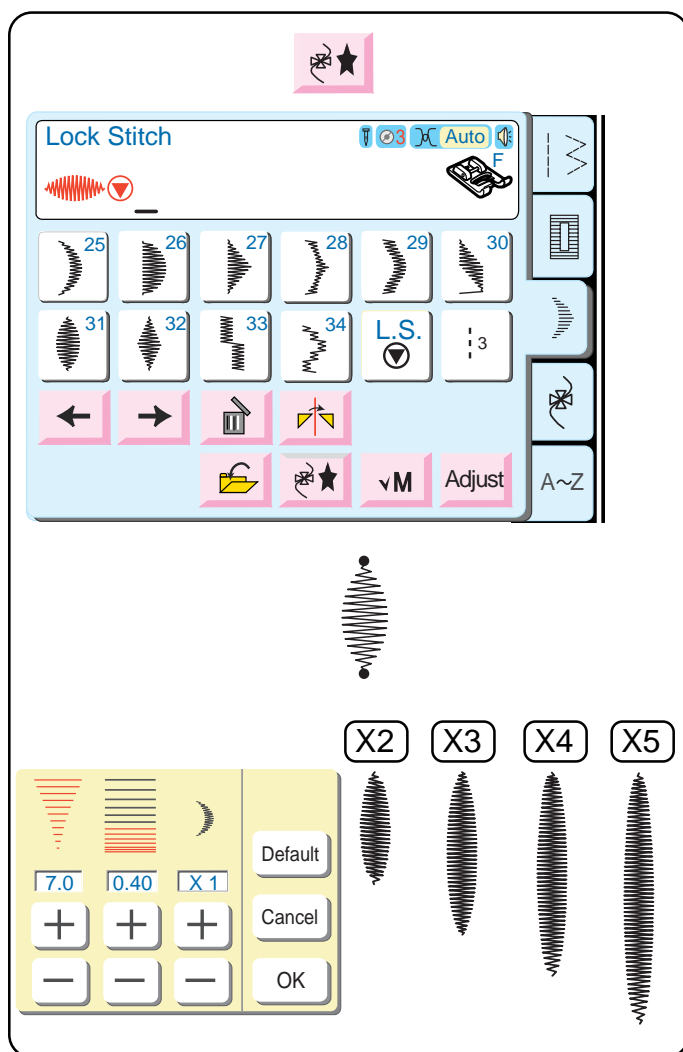 Lock Stitch
3 Auto
F
25 26 27 28 29 30
31 32 33 34 L.S. 3
√M Adjust A~Z
X2 X3 X4 X5
Default
7.0 0.40 X 1
Cancel
OK